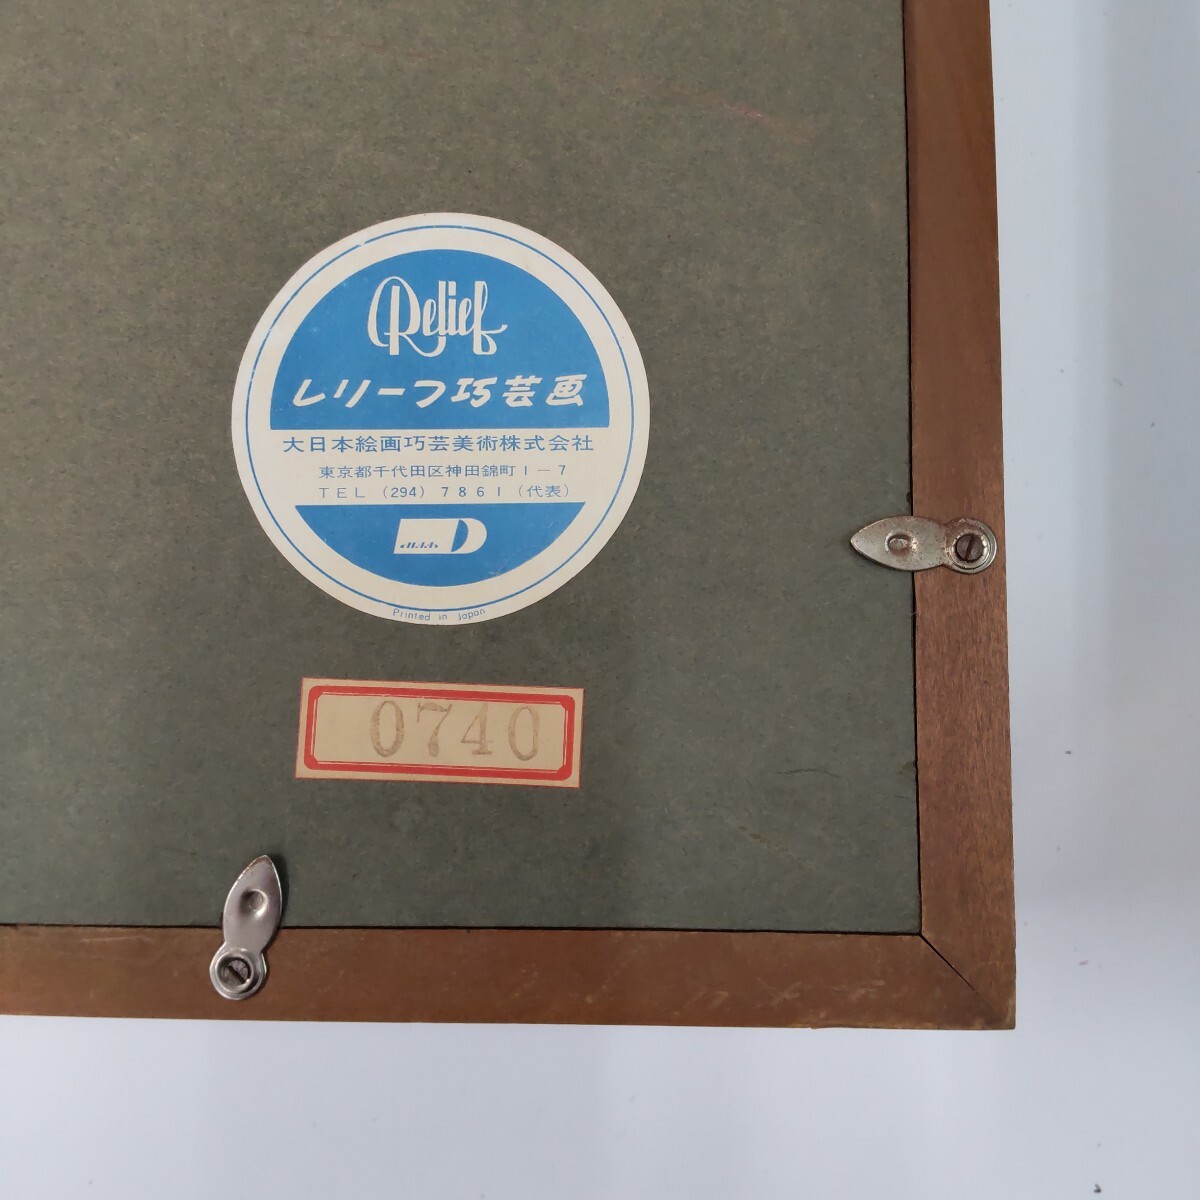 Relief
レリーフ巧芸画
大日本絵画巧芸美術株式会社
東京都千代田区神田錦町1-7
TEL (294) 7861 (代表)
Printed in Japan
0740